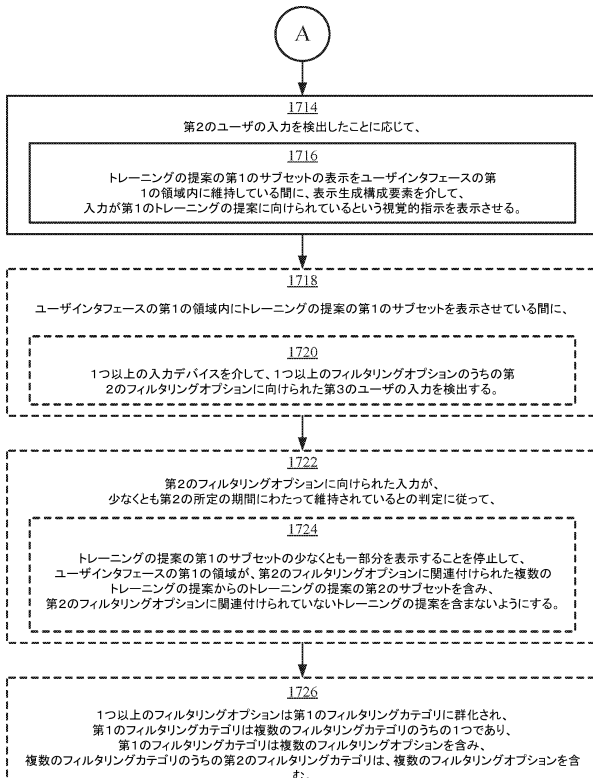 A
1714
第2のユーザの入力を検出したことに応じて、
1716
トレーニングの提案の第1のサブセットの表示をユーザインタフェースの第
1の領域内に維持している間に、表示生成構成要素を介して、
入力が第1のトレーニングの提案に向けられているという視覚的指示を表示させる。
1718
ユーザインタフェースの第1の領域内にトレーニングの提案の第1のサブセットを表示させている間に、
1720
1つ以上の入力デバイスを介して、1つ以上のフィルタリングオプションのうちの第
2のフィルタリングオプションに向けられた第3のユーザの入力を検出する。
1722
第2のフィルタリングオプションに向けられた入力が、
少なくとも第2の所定の期間にわたって維持されているとの判定に従って、
1724
トレーニングの提案の第1のサブセットの少なくとも一部分を表示することを停止して、
ユーザインタフェースの第1の領域が、第2のフィルタリングオプションに関連付けられた複数の
トレーニングの提案からのトレーニングの提案の第2のサブセットを含み、
第2のフィルタリングオプションに関連付けられていないトレーニングの提案を含まないようにする。
1726
1つ以上のフィルタリングオプションは第1のフィルタリングカテゴリに群化され、
第1のフィルタリングカテゴリは複数のフィルタリングカテゴリのうちの1つであり、
第1のフィルタリングカテゴリは複数のフィルタリングオプションを含み、
複数のフィルタリングカテゴリのうちの第2のフィルタリングカテゴリは、複数のフィルタリングオプションを含
む。